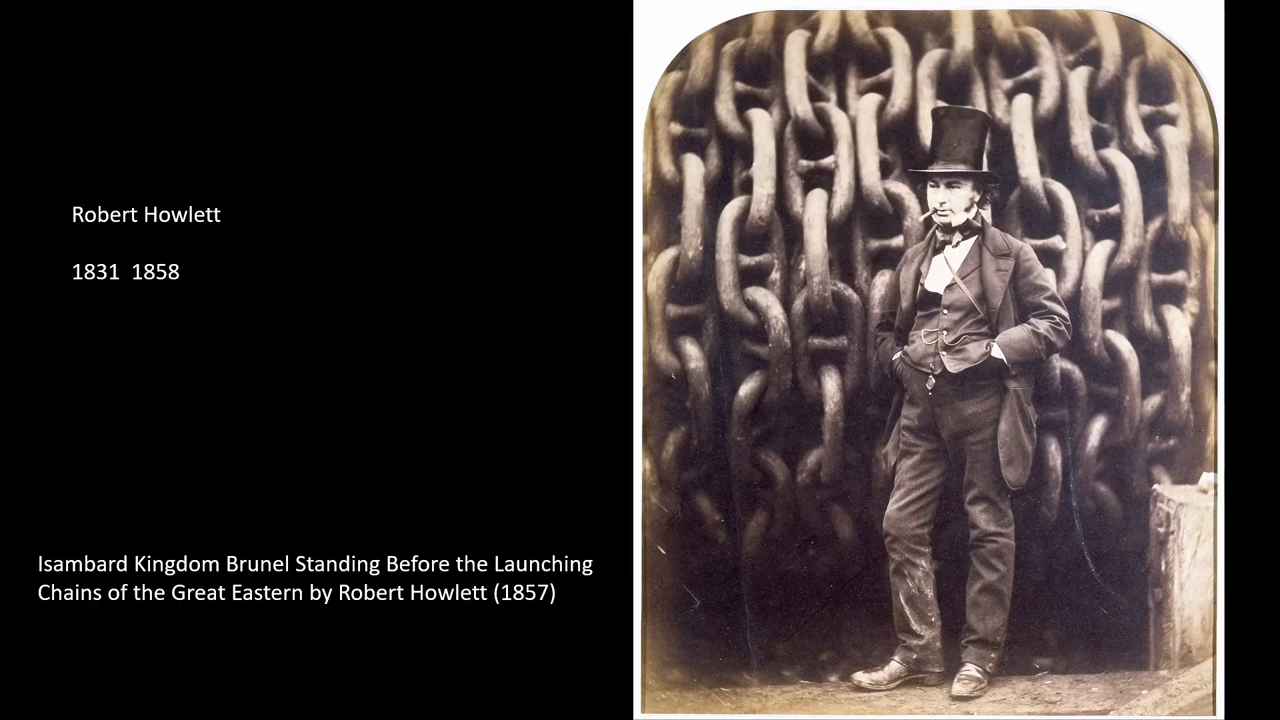 Robert Howlett
1831  1858
Isambard Kingdom Brunel Standing Before the Launching
Chains of the Great Eastern by Robert Howlett (1857)